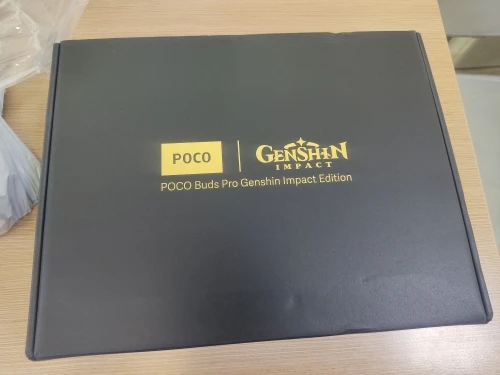 POCO
GENSHIN
IMPACT
POCO Buds Pro Genshin Impact Edition